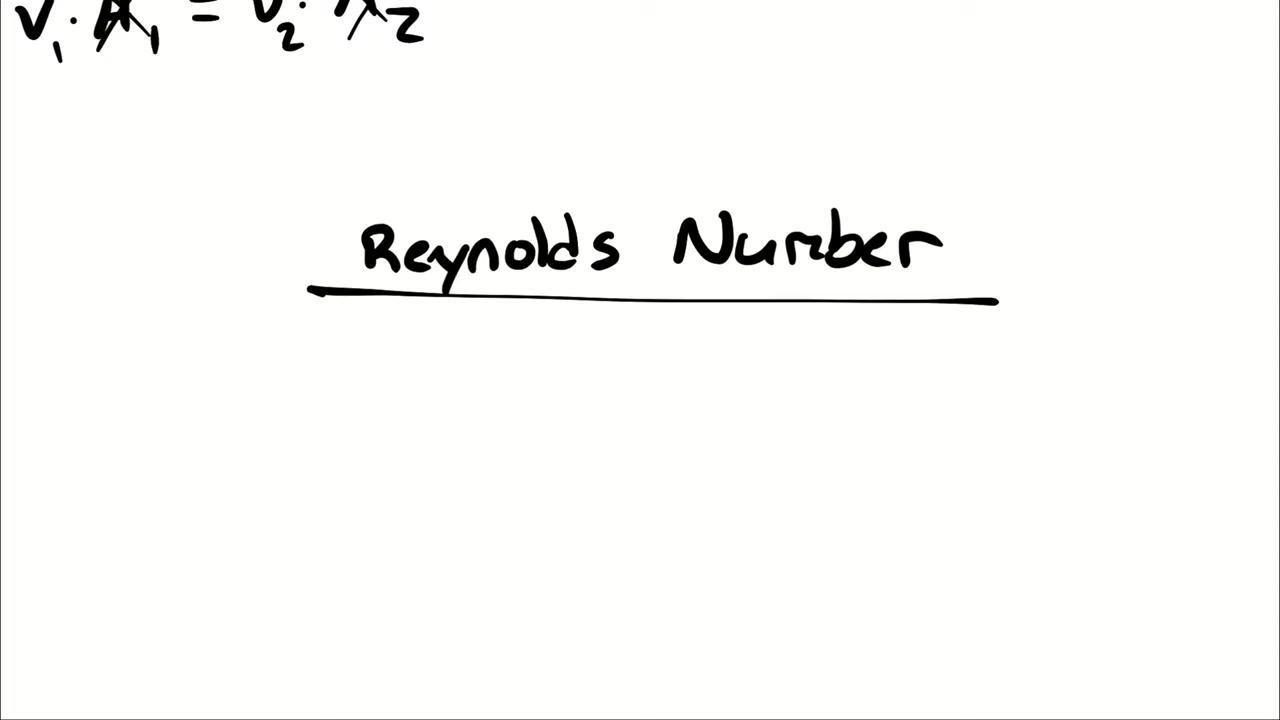 V₁ · A₁ = V₂ · A₂
Reynolds Number